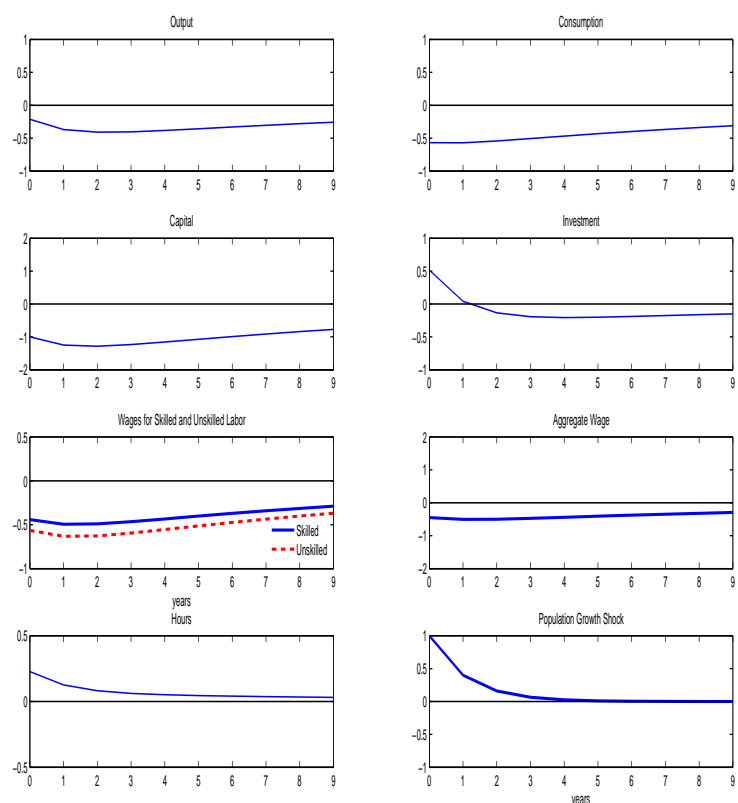 Output
1
0.5
0
−0.5
−1
0 1 2 3 4 5 6 7 8 9
Consumption
1
0.5
0
−0.5
−1
0 1 2 3 4 5 6 7 8 9
Capital
2
1
0
−1
−2
0 1 2 3 4 5 6 7 8 9
Investment
1
0.5
0
−0.5
−1
0 1 2 3 4 5 6 7 8 9
Wages for Skilled and Unskilled Labor
0.5
0
−0.5
−1
Skilled
Unskilled
0 1 2 3 4 5 6 7 8 9
years
Aggregate Wage
2
1
0
−1
−2
0 1 2 3 4 5 6 7 8 9
Hours
0.5
0
−0.5
0 1 2 3 4 5 6 7 8 9
Population Growth Shock
1
0.5
0
−0.5
−1
0 1 2 3 4 5 6 7 8 9
years